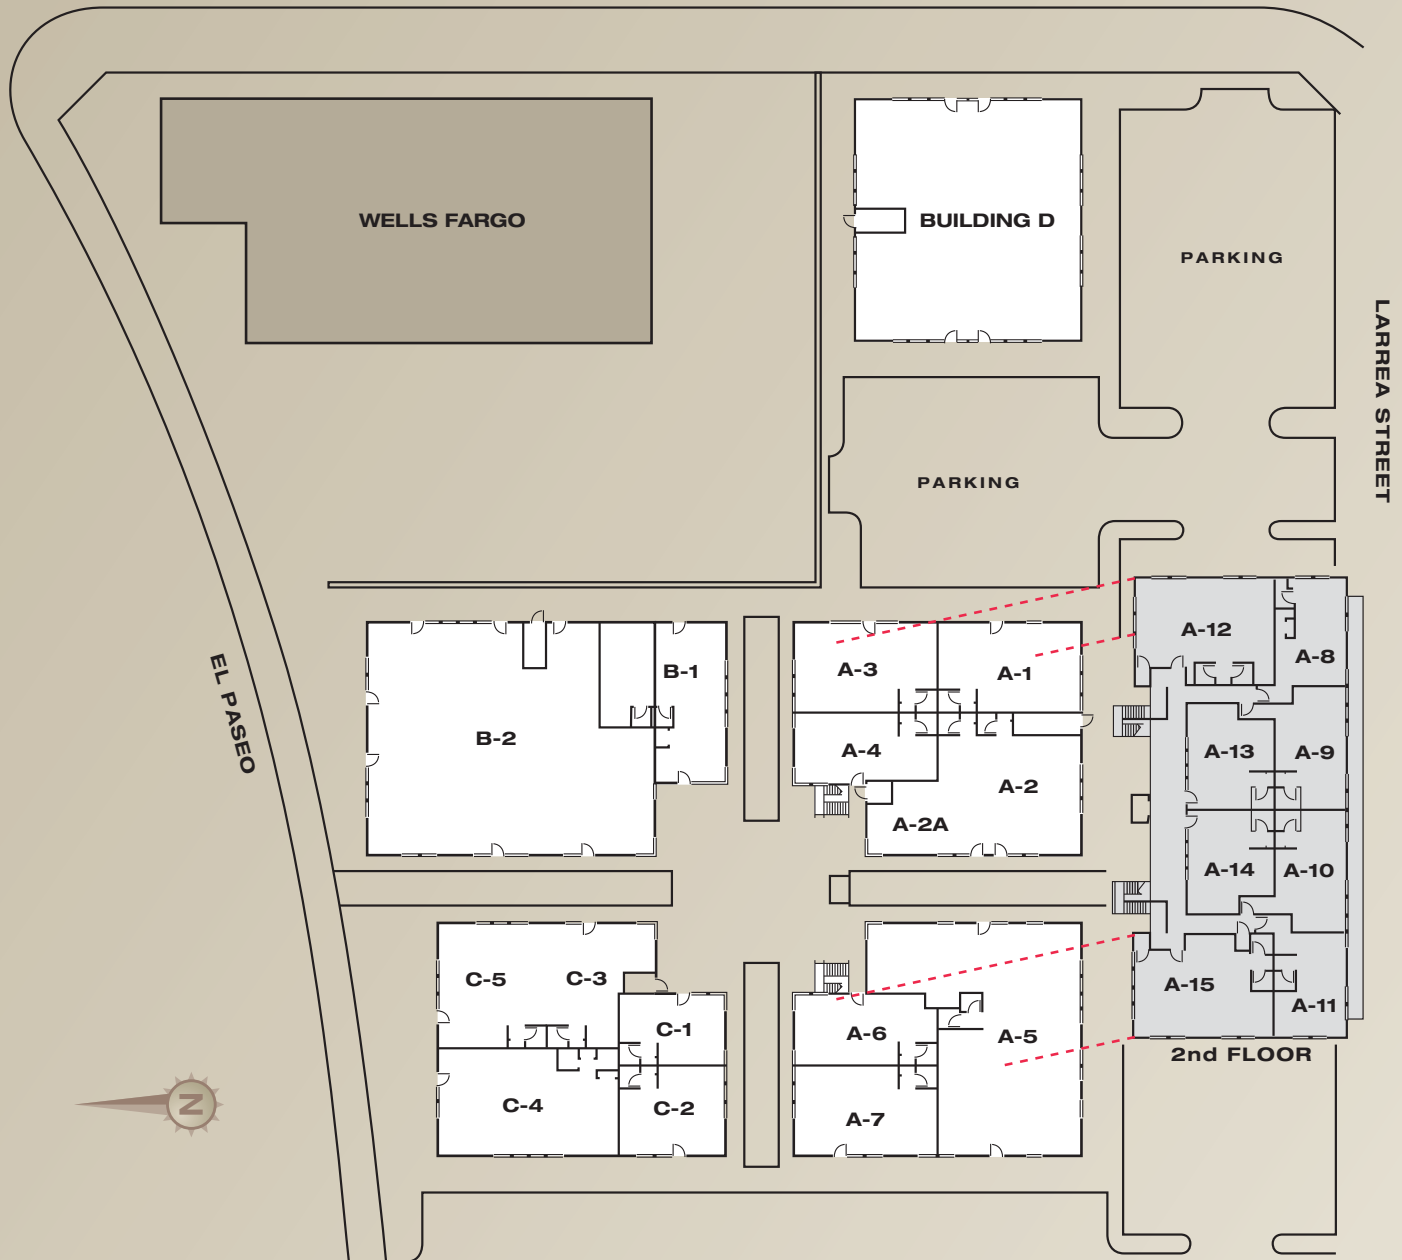 WELLS FARGO
BUILDING D
PARKING
LARREA STREET
PARKING
EL PASEO
B-1
B-2
A-3
A-1
A-4
A-2
A-2A
A-12
A-8
A-13
A-9
A-14
A-10
A-15
A-11
2nd FLOOR
C-5
C-3
C-1
C-4
C-2
A-6
A-5
A-7
N